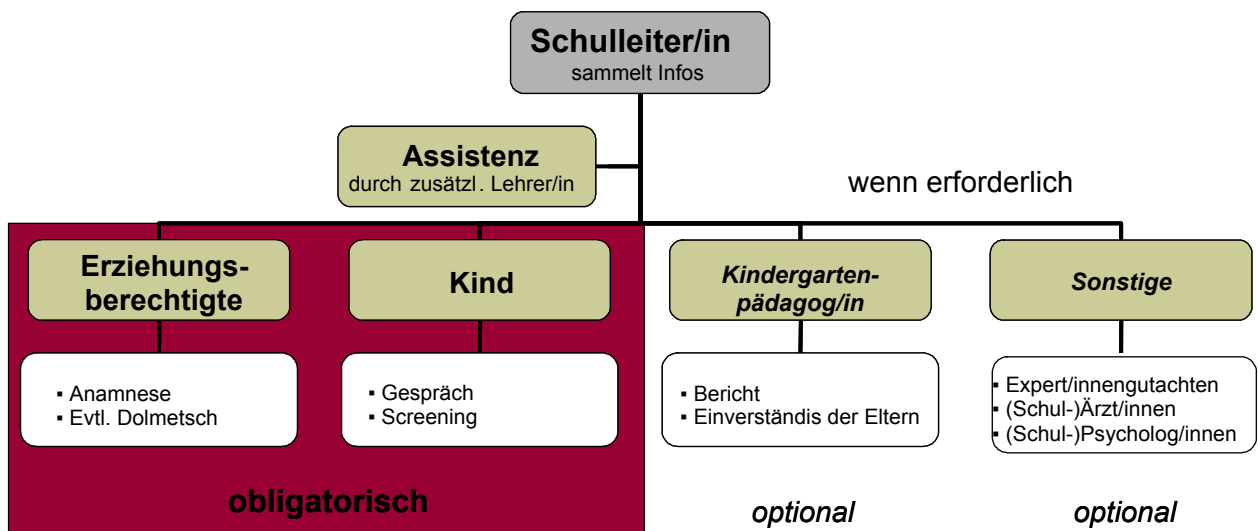 Schulleiter/in
sammelt Infos
Assistenz
durch zusätzl. Lehrer/in
wenn erforderlich
Erziehungs-
berechtigte
Kind
Kindergarten-
pädagog/in
Sonstige
▪ Anamnese
▪ Evtl. Dolmetsch
▪ Gespräch
▪ Screening
▪ Bericht
▪ Einverständis der Eltern
▪ Expert/innengutachten
▪ (Schul-)Ärzt/innen
▪ (Schul-)Psycholog/innen
obligatorisch
optional
optional